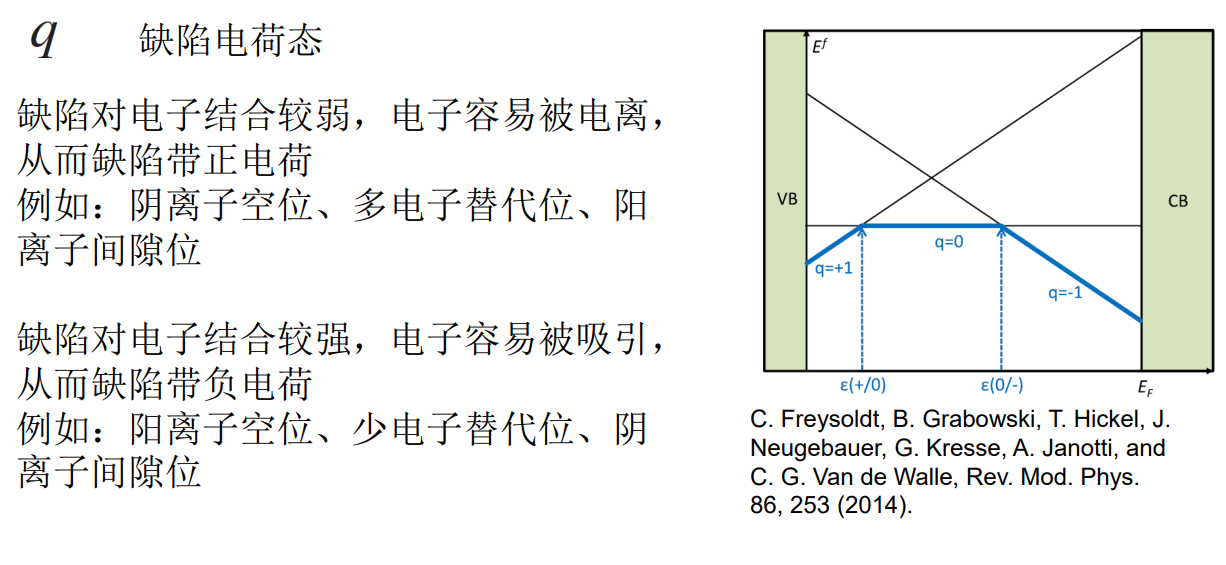 q 缺陷电荷态
缺陷对电子结合较弱，电子容易被电离，
从而缺陷带正电荷
例如：阴离子空位、多电子替代位、阳
离子间隙位
缺陷对电子结合较强，电子容易被吸引，
从而缺陷带负电荷
例如：阳离子空位、少电子替代位、阴
离子间隙位
E^f
VB
CB
q=0
q=+1
q=-1
ε(+/0)
ε(0/-)
E_F
C. Freysoldt, B. Grabowski, T. Hickel, J.
Neugebauer, G. Kresse, A. Janotti, and
C. G. Van de Walle, Rev. Mod. Phys.
86, 253 (2014).